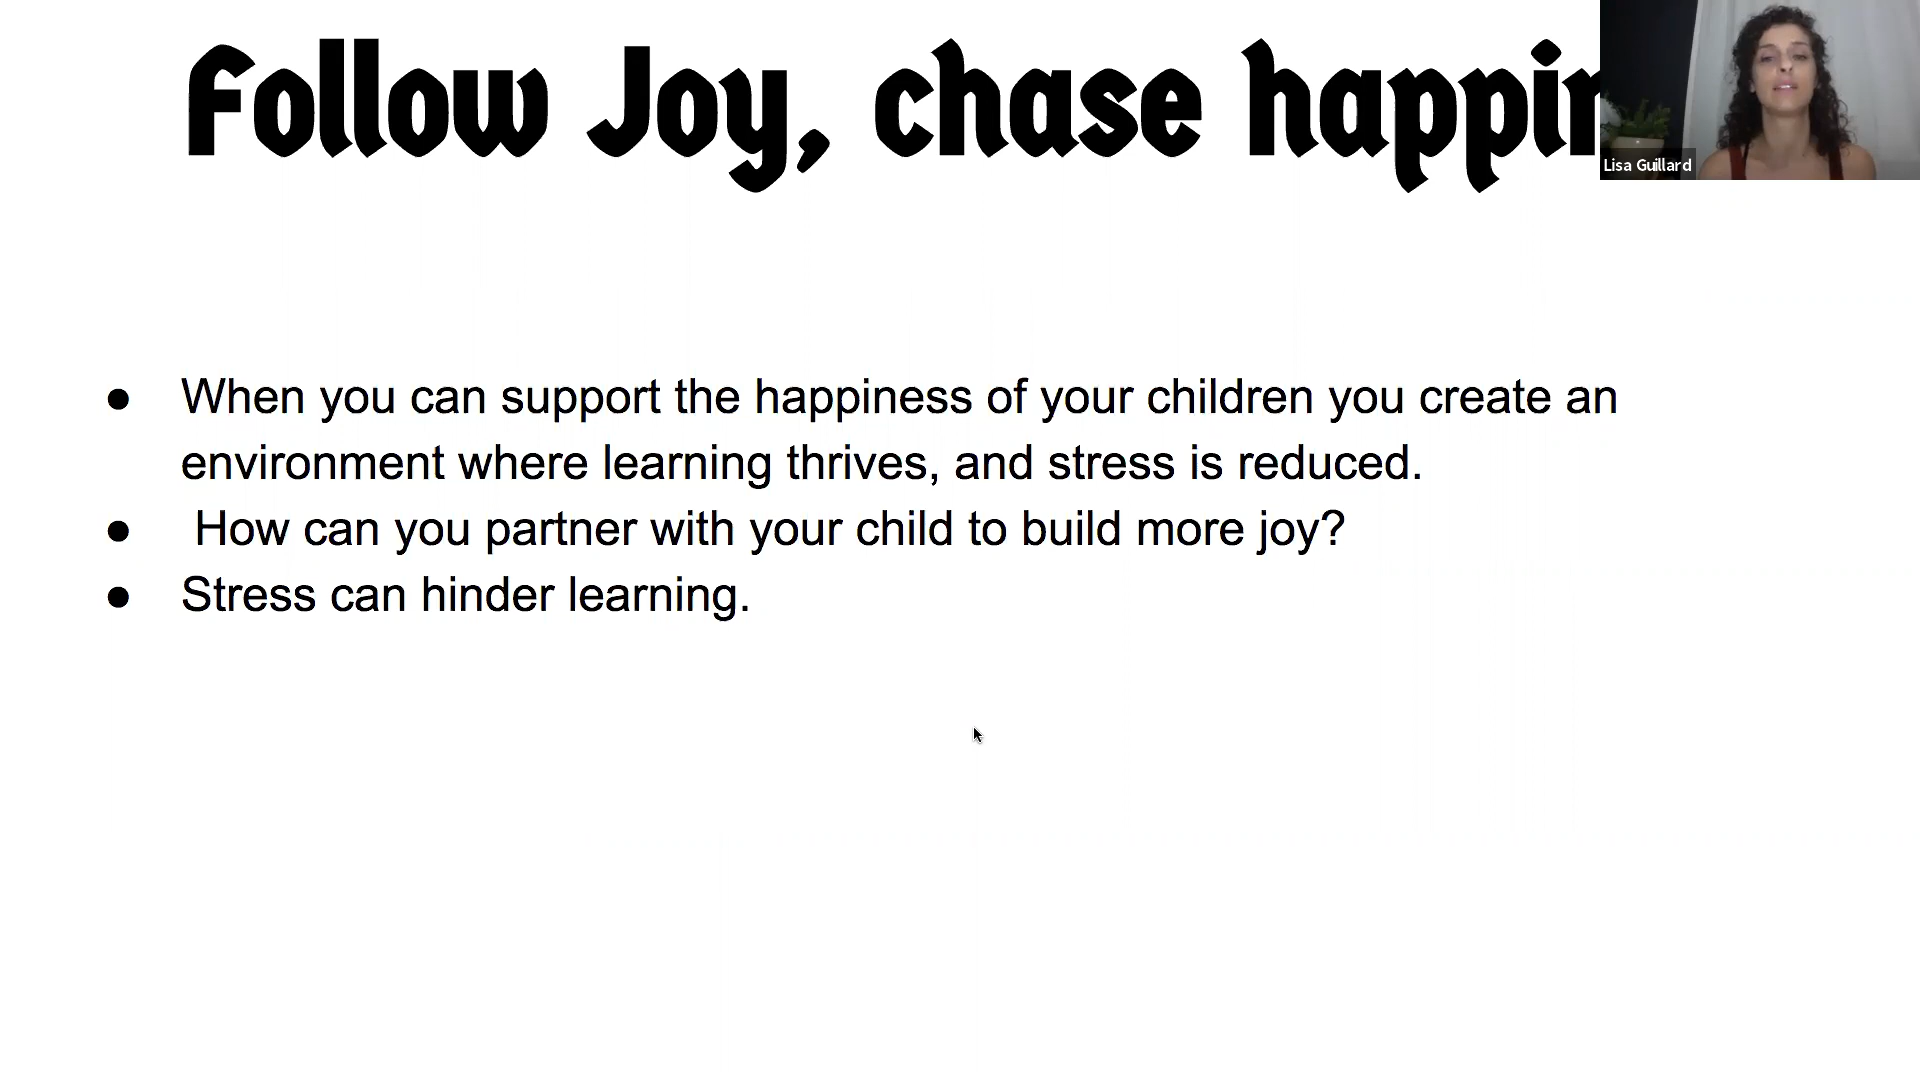 Follow Joy, chase happin
Lisa Guillard
● When you can support the happiness of your children you create an
environment where learning thrives, and stress is reduced.
● How can you partner with your child to build more joy?
● Stress can hinder learning.